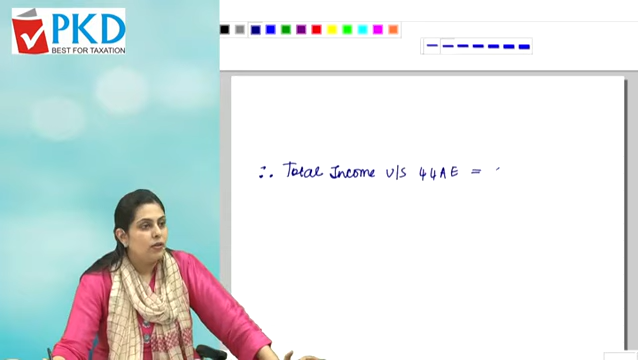 PKD
BEST FOR TAXATION
∴ Total Income U/S 44AE =